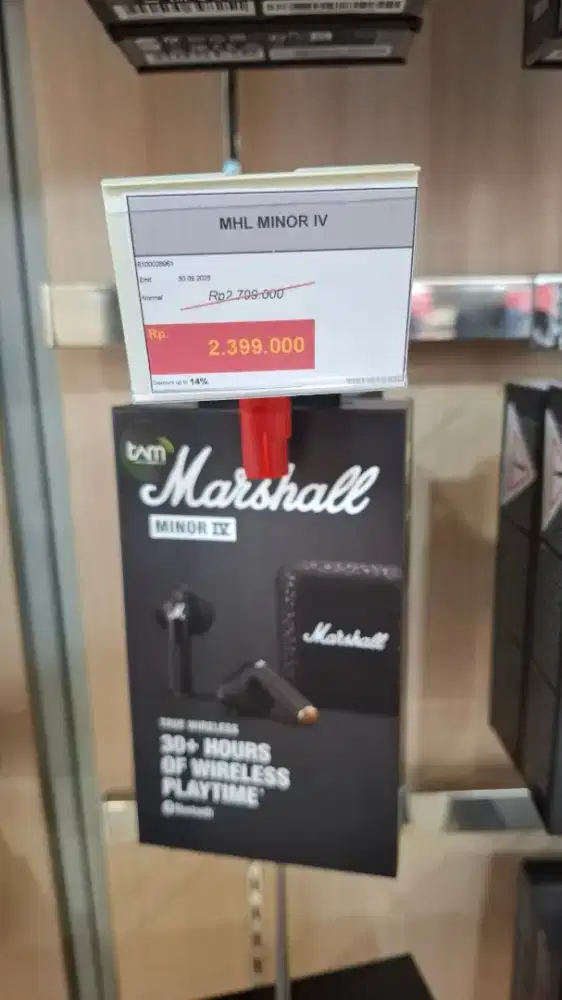 MHL MINOR IV
End 30.09.2025
Normal Rp2.799.000
Rp. 2.399.000
Discount up to 14%
tam
Marshall
MINOR IV
Marshall
TRUE WIRELESS
30+ HOURS
OF WIRELESS
PLAYTIME*
Bluetooth